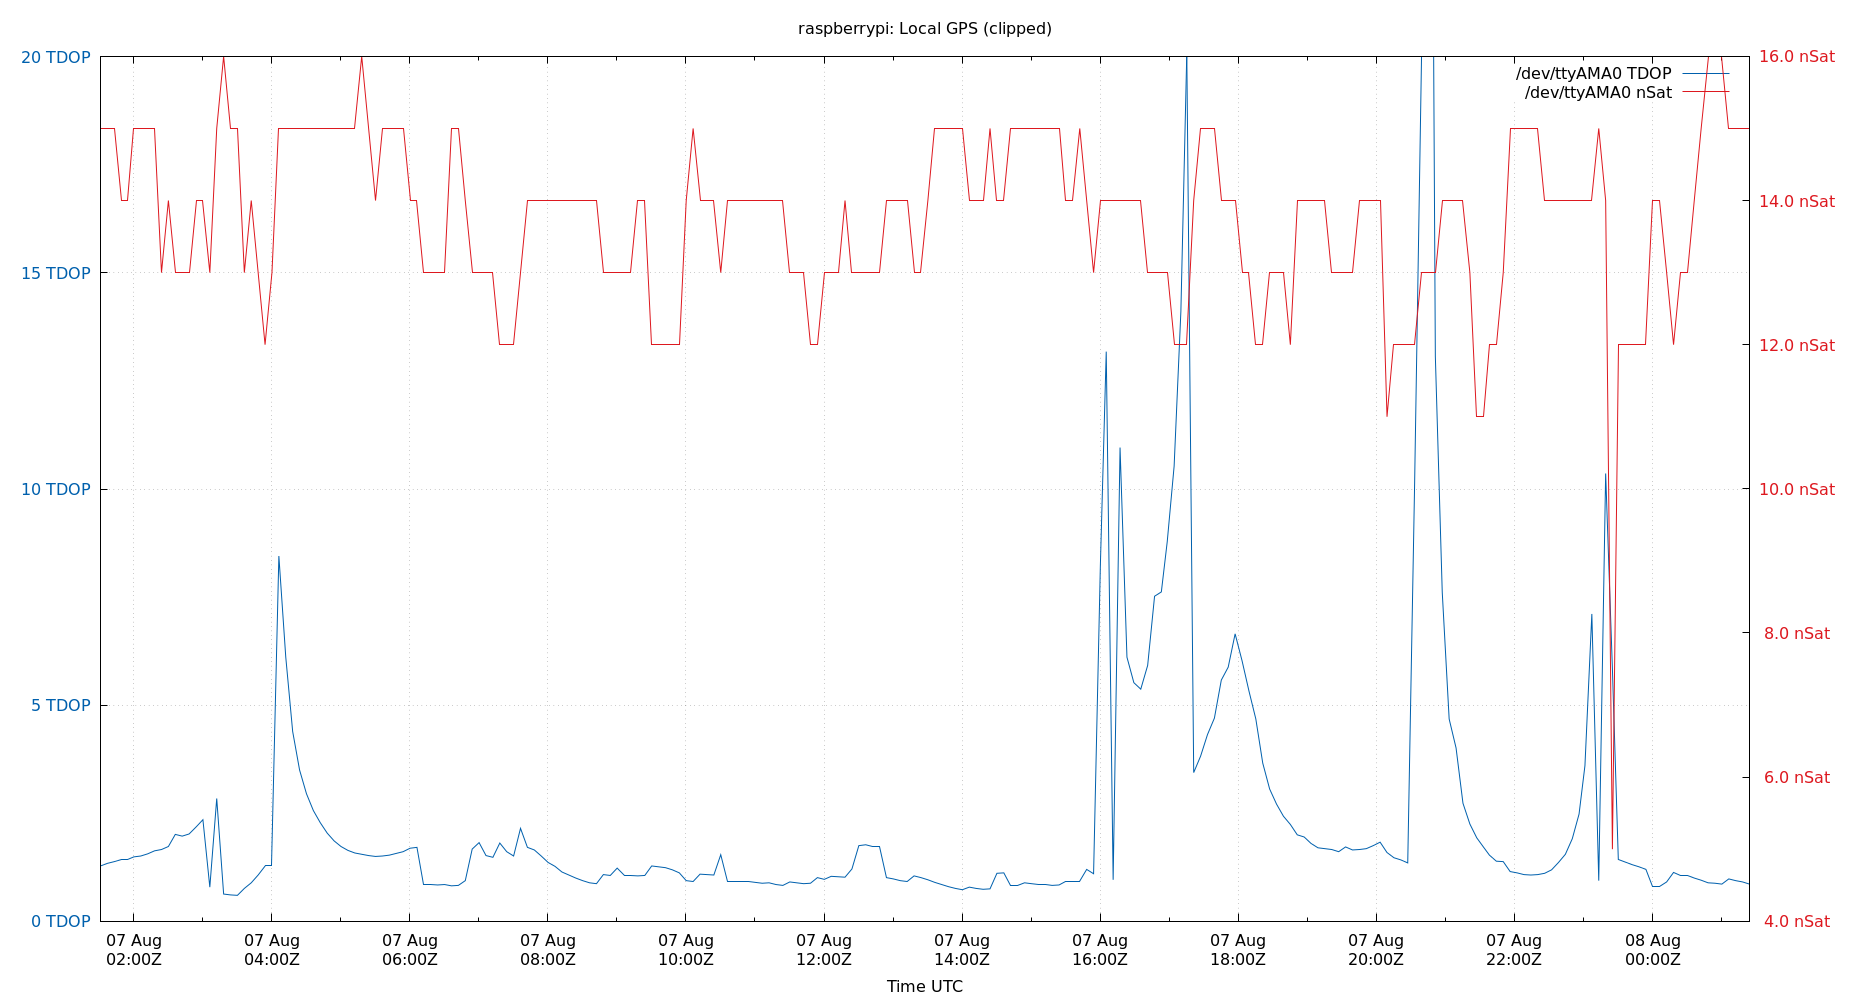 raspberrypi: Local GPS (clipped)
20 TDOP
15 TDOP
10 TDOP
5 TDOP
0 TDOP
16.0 nSat
14.0 nSat
12.0 nSat
10.0 nSat
8.0 nSat
6.0 nSat
4.0 nSat
/dev/ttyAMA0 TDOP
/dev/ttyAMA0 nSat
07 Aug
02:00Z
07 Aug
04:00Z
07 Aug
06:00Z
07 Aug
08:00Z
07 Aug
10:00Z
07 Aug
12:00Z
07 Aug
14:00Z
07 Aug
16:00Z
07 Aug
18:00Z
07 Aug
20:00Z
07 Aug
22:00Z
08 Aug
00:00Z
Time UTC